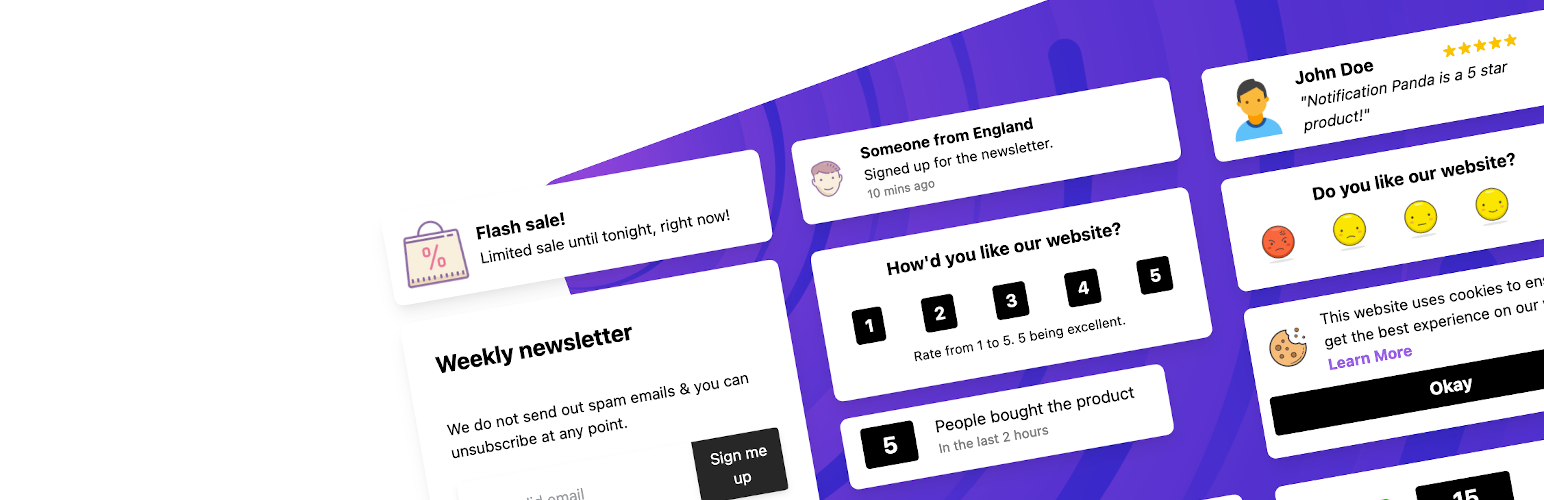 Flash sale!
Limited sale until tonight, right now!
Weekly newsletter
We do not send out spam emails & you can
unsubscribe at any point.
email
Sign me
up
Someone from England
Signed up for the newsletter.
10 mins ago
How'd you like our website?
1 2 3 4 5
Rate from 1 to 5. 5 being excellent.
5
People bought the product
In the last 2 hours
John Doe
"Notification Panda is a 5 star
product!"
Do you like our website?
This website uses cookies to
get the best experience on our
Learn More
Okay
15
%